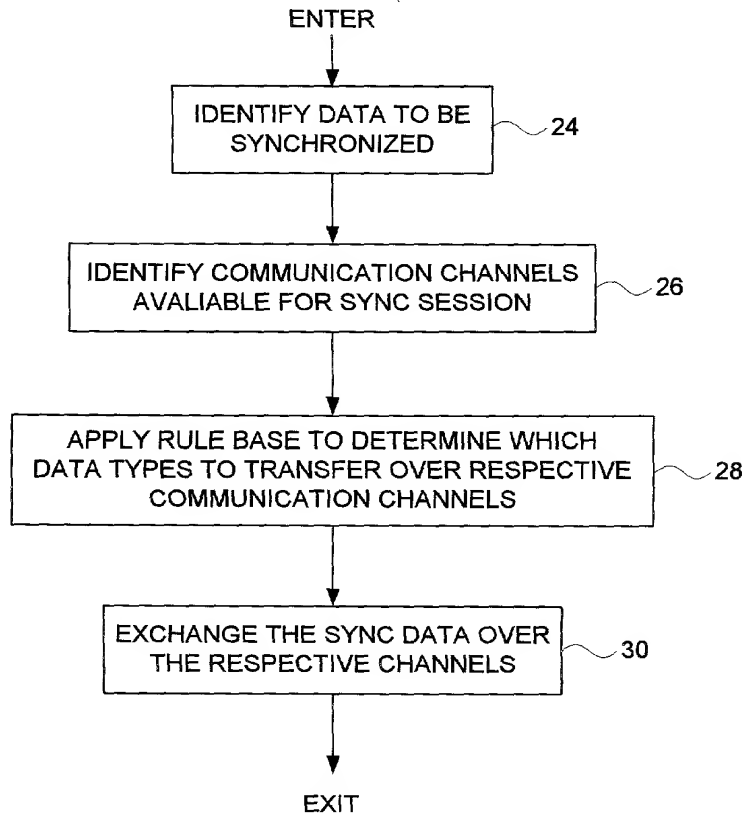 ENTER
IDENTIFY DATA TO BE
SYNCHRONIZED
24
IDENTIFY COMMUNICATION CHANNELS
AVALIABLE FOR SYNC SESSION
26
APPLY RULE BASE TO DETERMINE WHICH
DATA TYPES TO TRANSFER OVER RESPECTIVE
COMMUNICATION CHANNELS
28
EXCHANGE THE SYNC DATA OVER
THE RESPECTIVE CHANNELS
30
EXIT